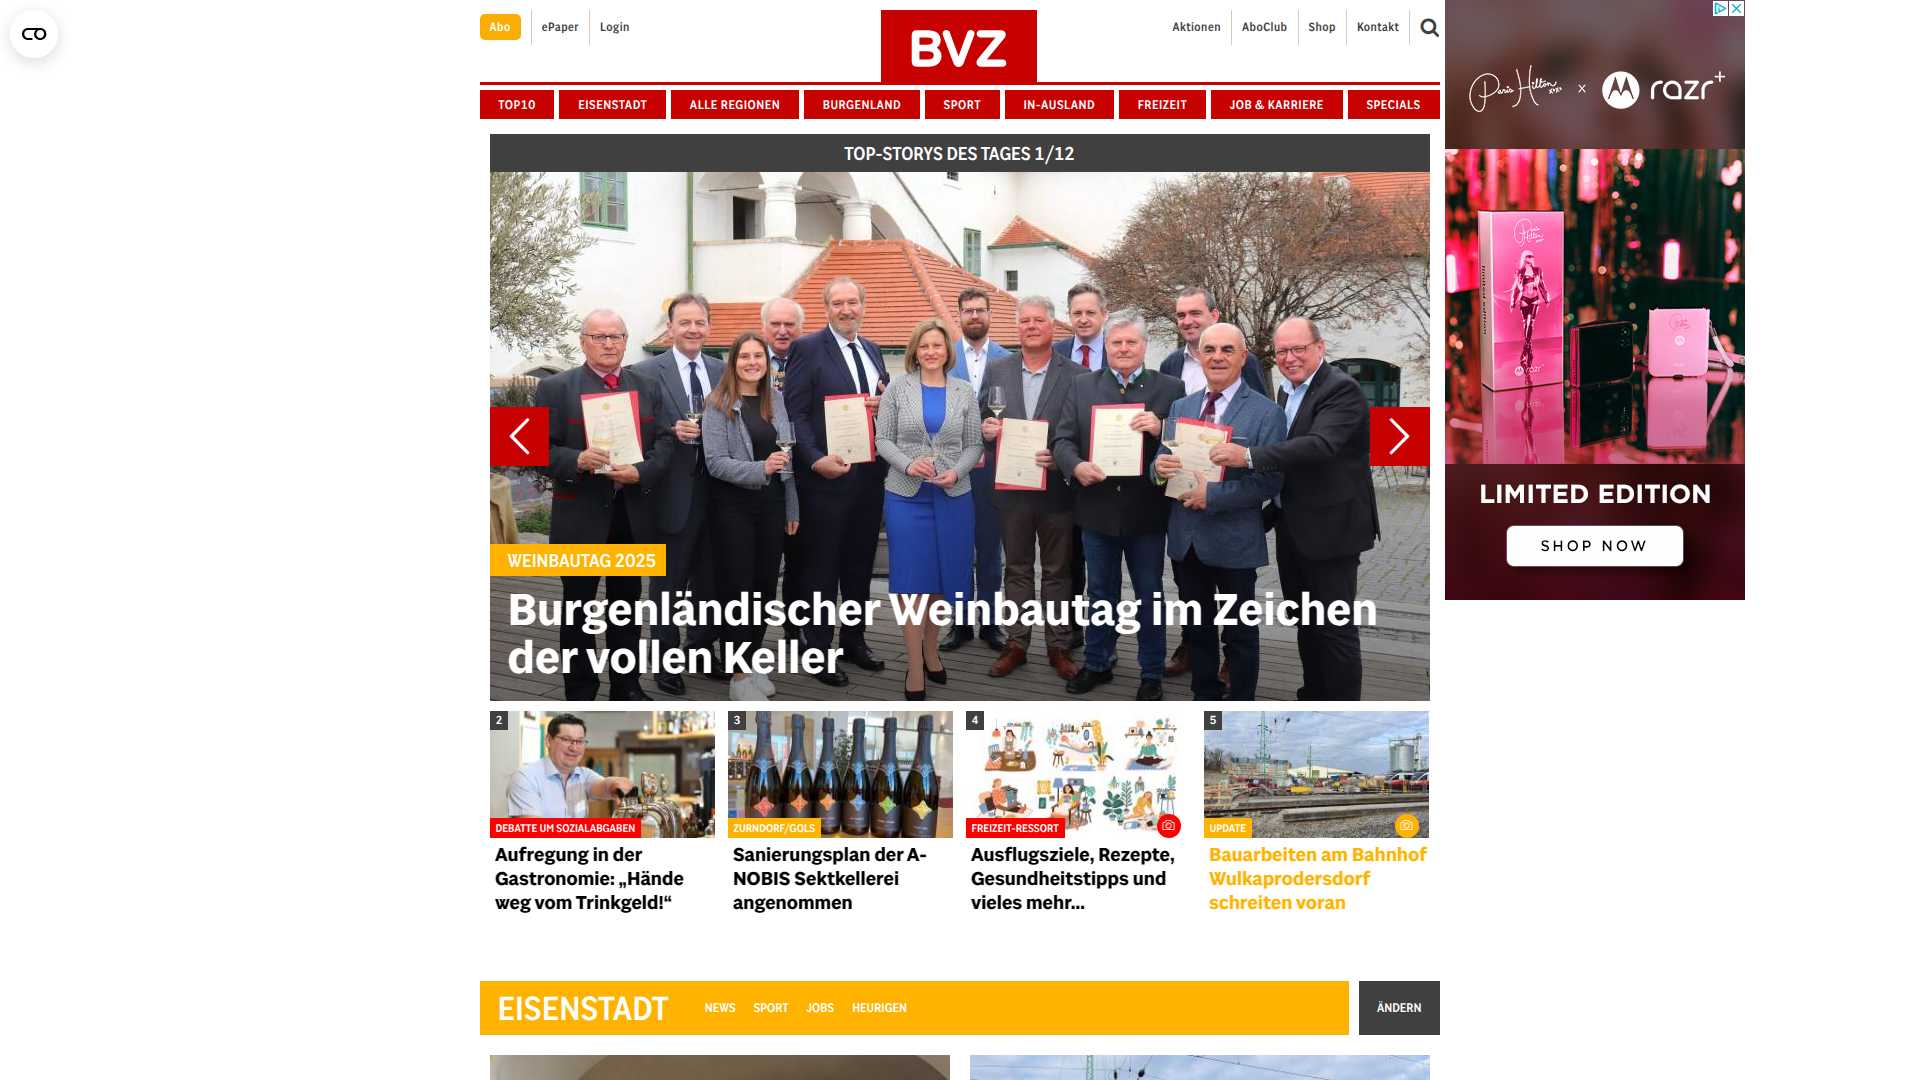 Abo
ePaper
Login
BVZ
Aktionen
AboClub
Shop
Kontakt
TOP10
EISENSTADT
ALLE REGIONEN
BURGENLAND
SPORT
IN-AUSLAND
FREIZEIT
JOB & KARRIERE
SPECIALS
TOP-STORYS DES TAGES 1/12
WEINBAUTAG 2025
Burgenländischer Weinbautag im Zeichen
der vollen Keller
2
DEBATTE UM SOZIALABGABEN
Aufregung in der
Gastronomie: „Hände
weg vom Trinkgeld!“
3
ZURNDORF/GOLS
Sanierungsplan der A-
NOBIS Sektkellerei
angenommen
4
FREIZEIT-RESSORT
Ausflugsziele, Rezepte,
Gesundheitstipps und
vieles mehr...
5
UPDATE
Bauarbeiten am Bahnhof
Wulkaprodersdorf
schreiten voran
EISENSTADT
NEWS
SPORT
JOBS
HEURIGEN
ÄNDERN
Paris Hilton x razr+
LIMITED EDITION
SHOP NOW